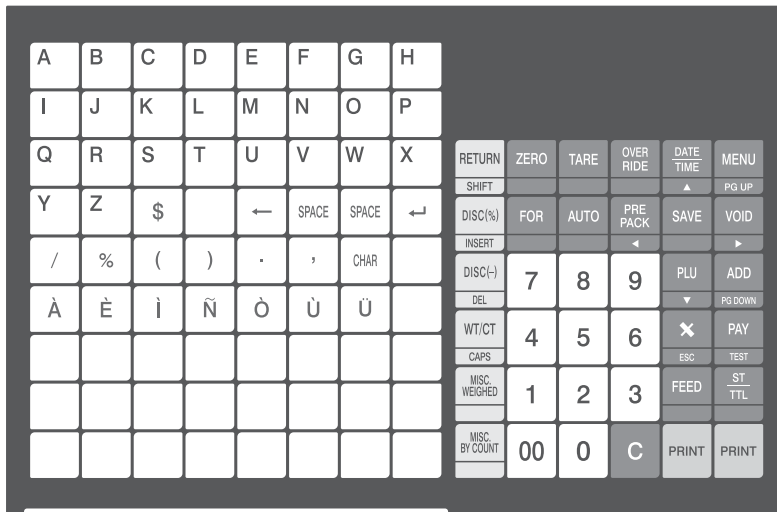 A B C D E F G H
I J K L M N O P
Q R S T U V W X
Y Z $ ← SPACE SPACE ↵
/ % ( ) . , CHAR
À È Ì Ñ Ò Ù Ü
RETURN ZERO TARE OVER RIDE DATE TIME MENU
SHIFT ▲ PG UP
DISC(%) FOR AUTO PRE PACK SAVE VOID
INSERT ◀ ▶
DISC(–) 7 8 9 PLU ADD
DEL ▼ PG DOWN
WT/CT 4 5 6 ✖ PAY
CAPS ESC TEST
MISC. WEIGHED 1 2 3 FEED ST TTL
MISC. BY COUNT 00 0 C PRINT PRINT